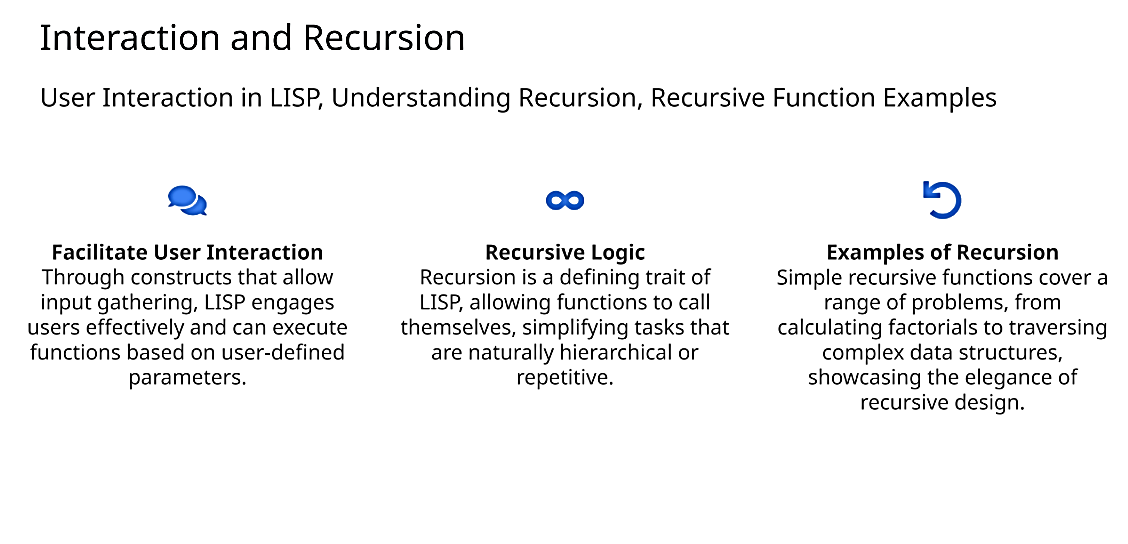 Interaction and Recursion
User Interaction in LISP, Understanding Recursion, Recursive Function Examples
Facilitate User Interaction
Through constructs that allow
input gathering, LISP engages
users effectively and can execute
functions based on user-defined
parameters.
Recursive Logic
Recursion is a defining trait of
LISP, allowing functions to call
themselves, simplifying tasks that
are naturally hierarchical or
repetitive.
Examples of Recursion
Simple recursive functions cover a
range of problems, from
calculating factorials to traversing
complex data structures,
showcasing the elegance of
recursive design.